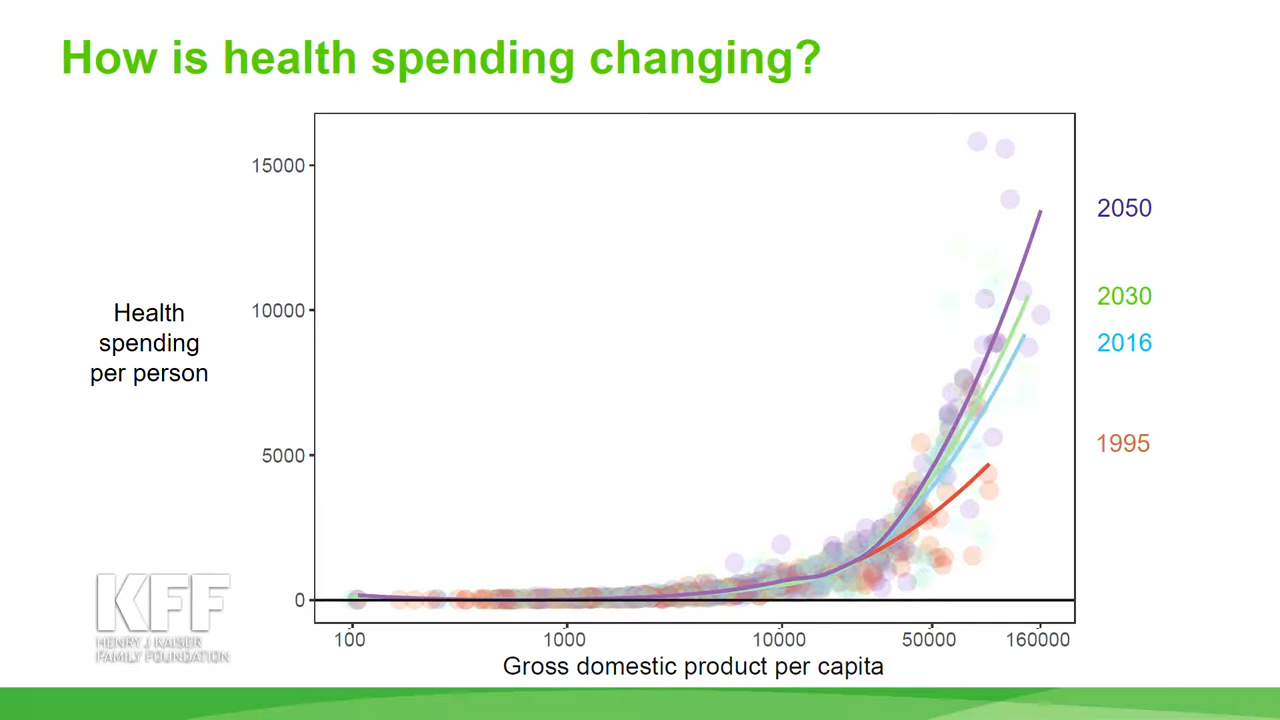 How is health spending changing?
15000
10000
5000
0
Health
spending
per person
2050
2030
2016
1995
100
1000
10000
50000
160000
Gross domestic product per capita
KFF
HENRY J KAISER
FAMILY FOUNDATION